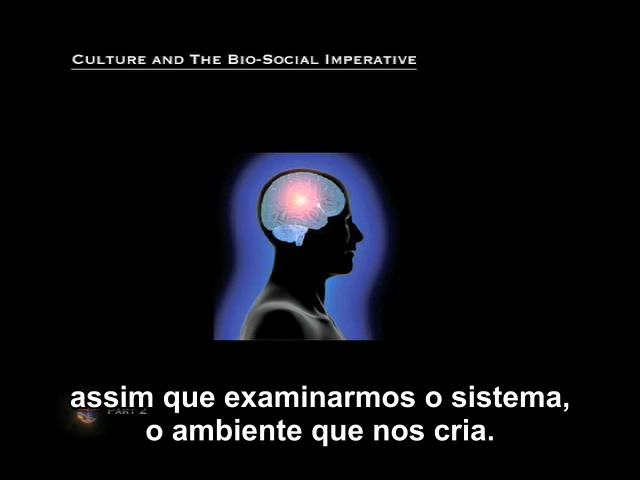 CULTURE AND THE BIO-SOCIAL IMPERATIVE
PART 2
assim que examinarmos o sistema,
o ambiente que nos cria.